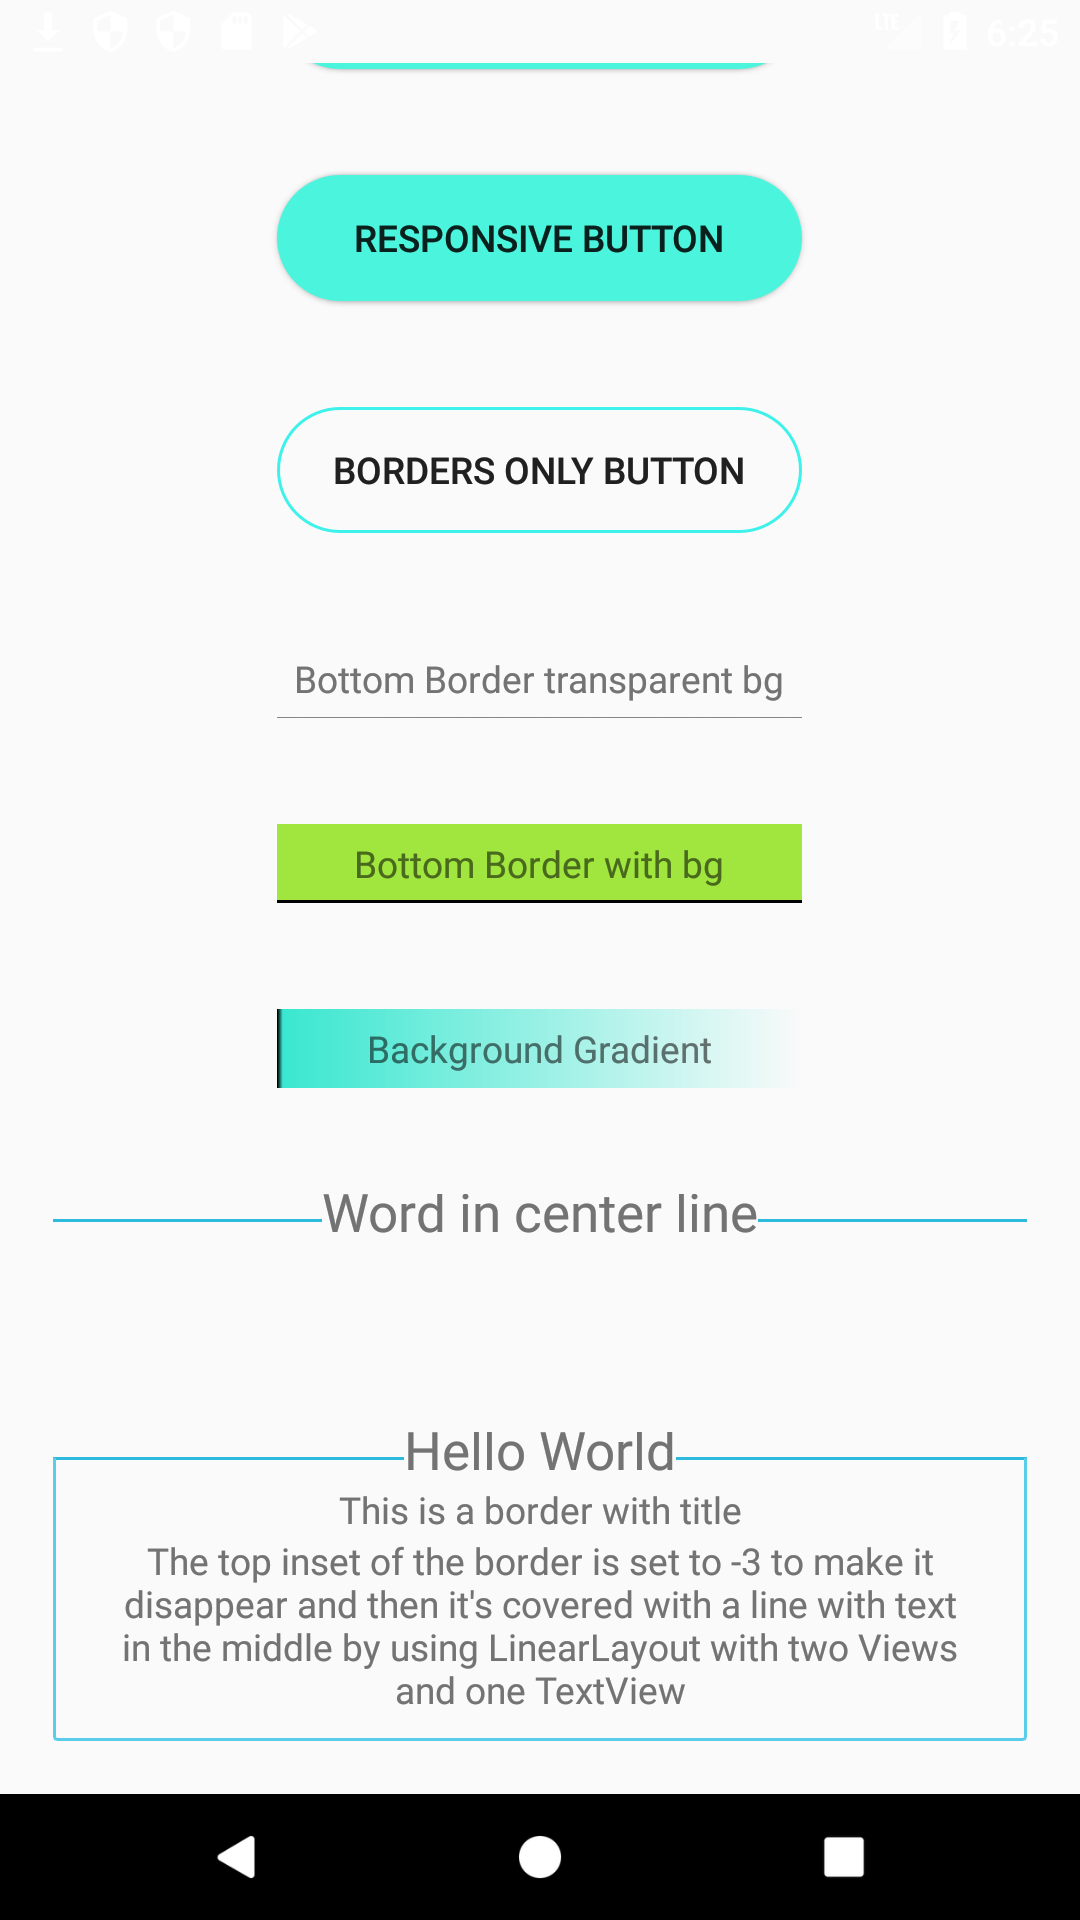 LTE 6:25
RESPONSIVE BUTTON
BORDERS ONLY BUTTON
Bottom Border transparent bg
Bottom Border with bg
Background Gradient
Word in center line
Hello World
This is a border with title
The top inset of the border is set to -3 to make it
disappear and then it's covered with a line with text
in the middle by using LinearLayout with two Views
and one TextView